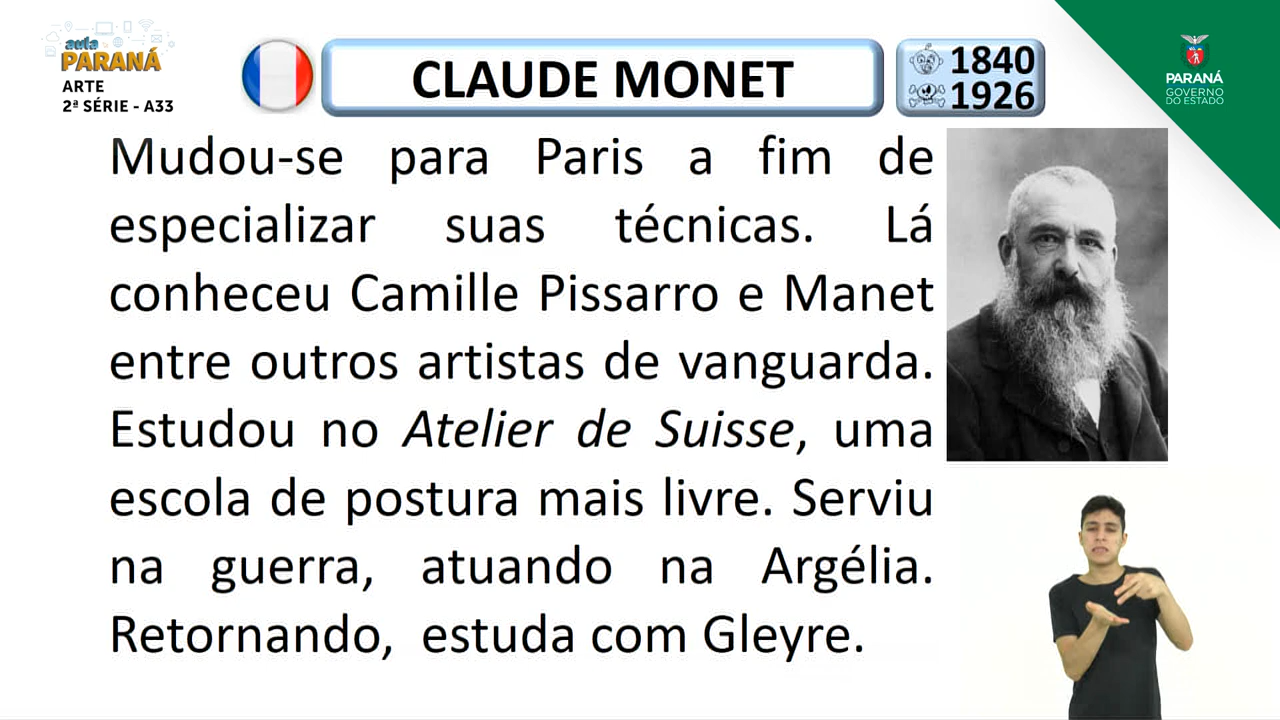 aula
PARANÁ
ARTE
2ª SÉRIE - A33
CLAUDE MONET
1840
1926
PARANÁ
GOVERNO
DO ESTADO
Mudou-se para Paris a fim de
especializar suas técnicas. Lá
conheceu Camille Pissarro e Manet
entre outros artistas de vanguarda.
Estudou no Atelier de Suisse, uma
escola de postura mais livre. Serviu
na guerra, atuando na Argélia.
Retornando, estuda com Gleyre.